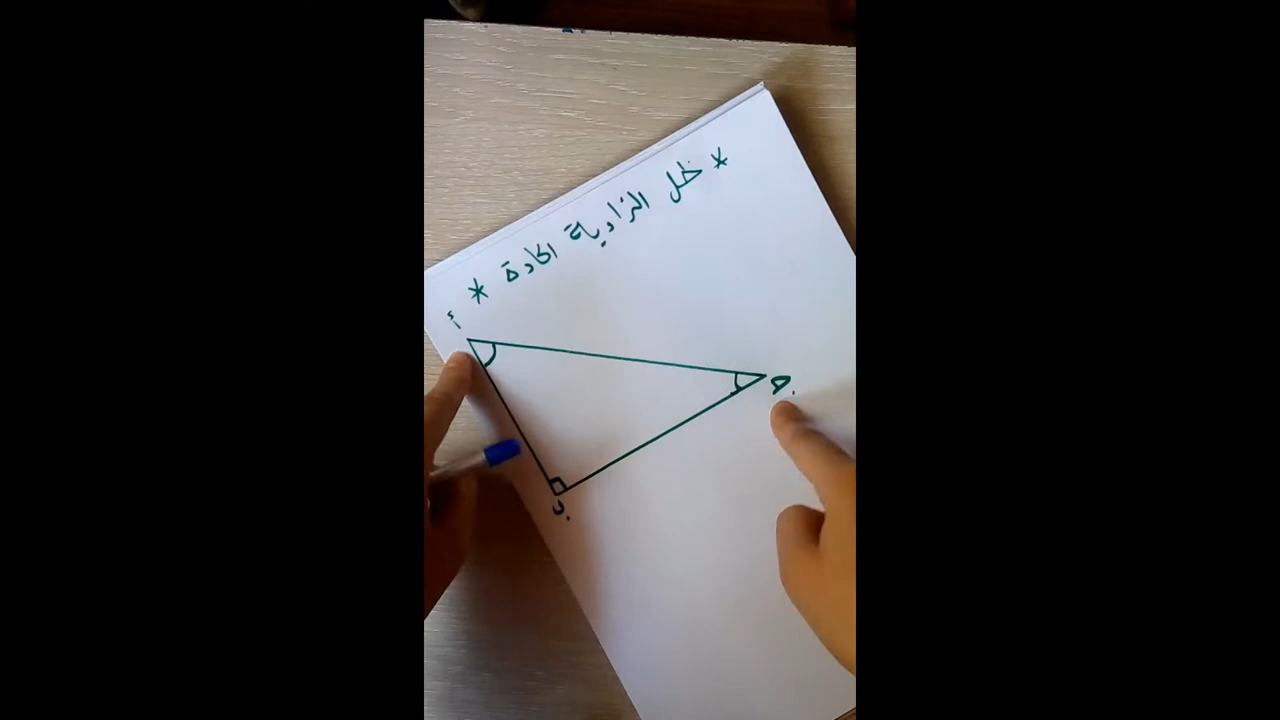 * ظل الزاوية الحادة *
أ
جـ
ب